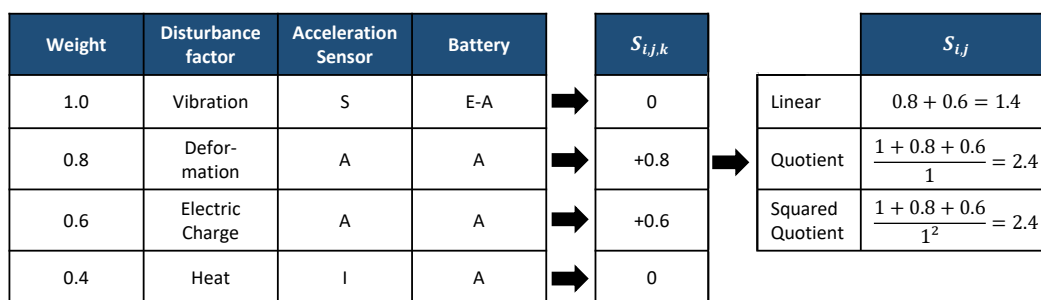 Weight Disturbance factor Acceleration Sensor Battery S_{i,j,k} S_{i,j}
1.0 Vibration S E-A 0 Linear 0.8 + 0.6 = 1.4
0.8 Defor-
mation A A +0.8 Quotient (1 + 0.8 + 0.6)/1 = 2.4
0.6 Electric
Charge A A +0.6 Squared
Quotient (1 + 0.8 + 0.6)/1² = 2.4
0.4 Heat I A 0